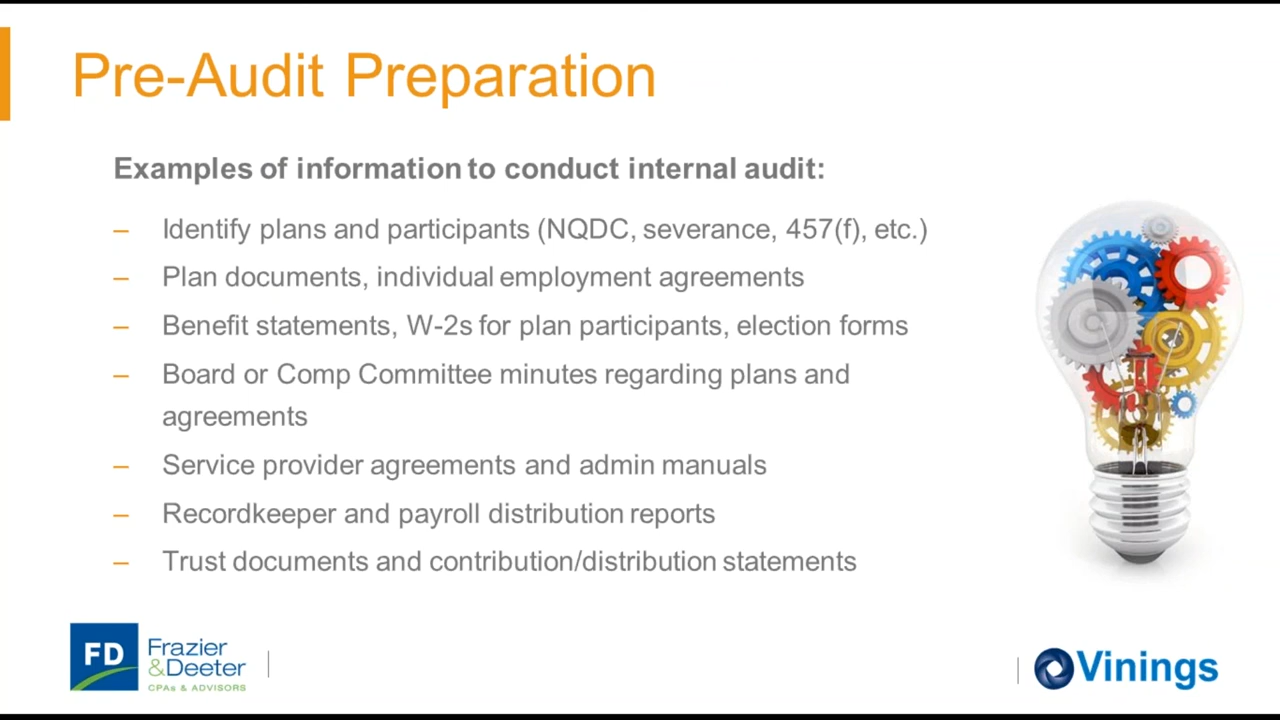 Pre-Audit Preparation
Examples of information to conduct internal audit:
– Identify plans and participants (NQDC, severance, 457(f), etc.)
– Plan documents, individual employment agreements
– Benefit statements, W-2s for plan participants, election forms
– Board or Comp Committee minutes regarding plans and
agreements
– Service provider agreements and admin manuals
– Recordkeeper and payroll distribution reports
– Trust documents and contribution/distribution statements
FD
Frazier
&Deeter
CPAs & ADVISORS
Vinings